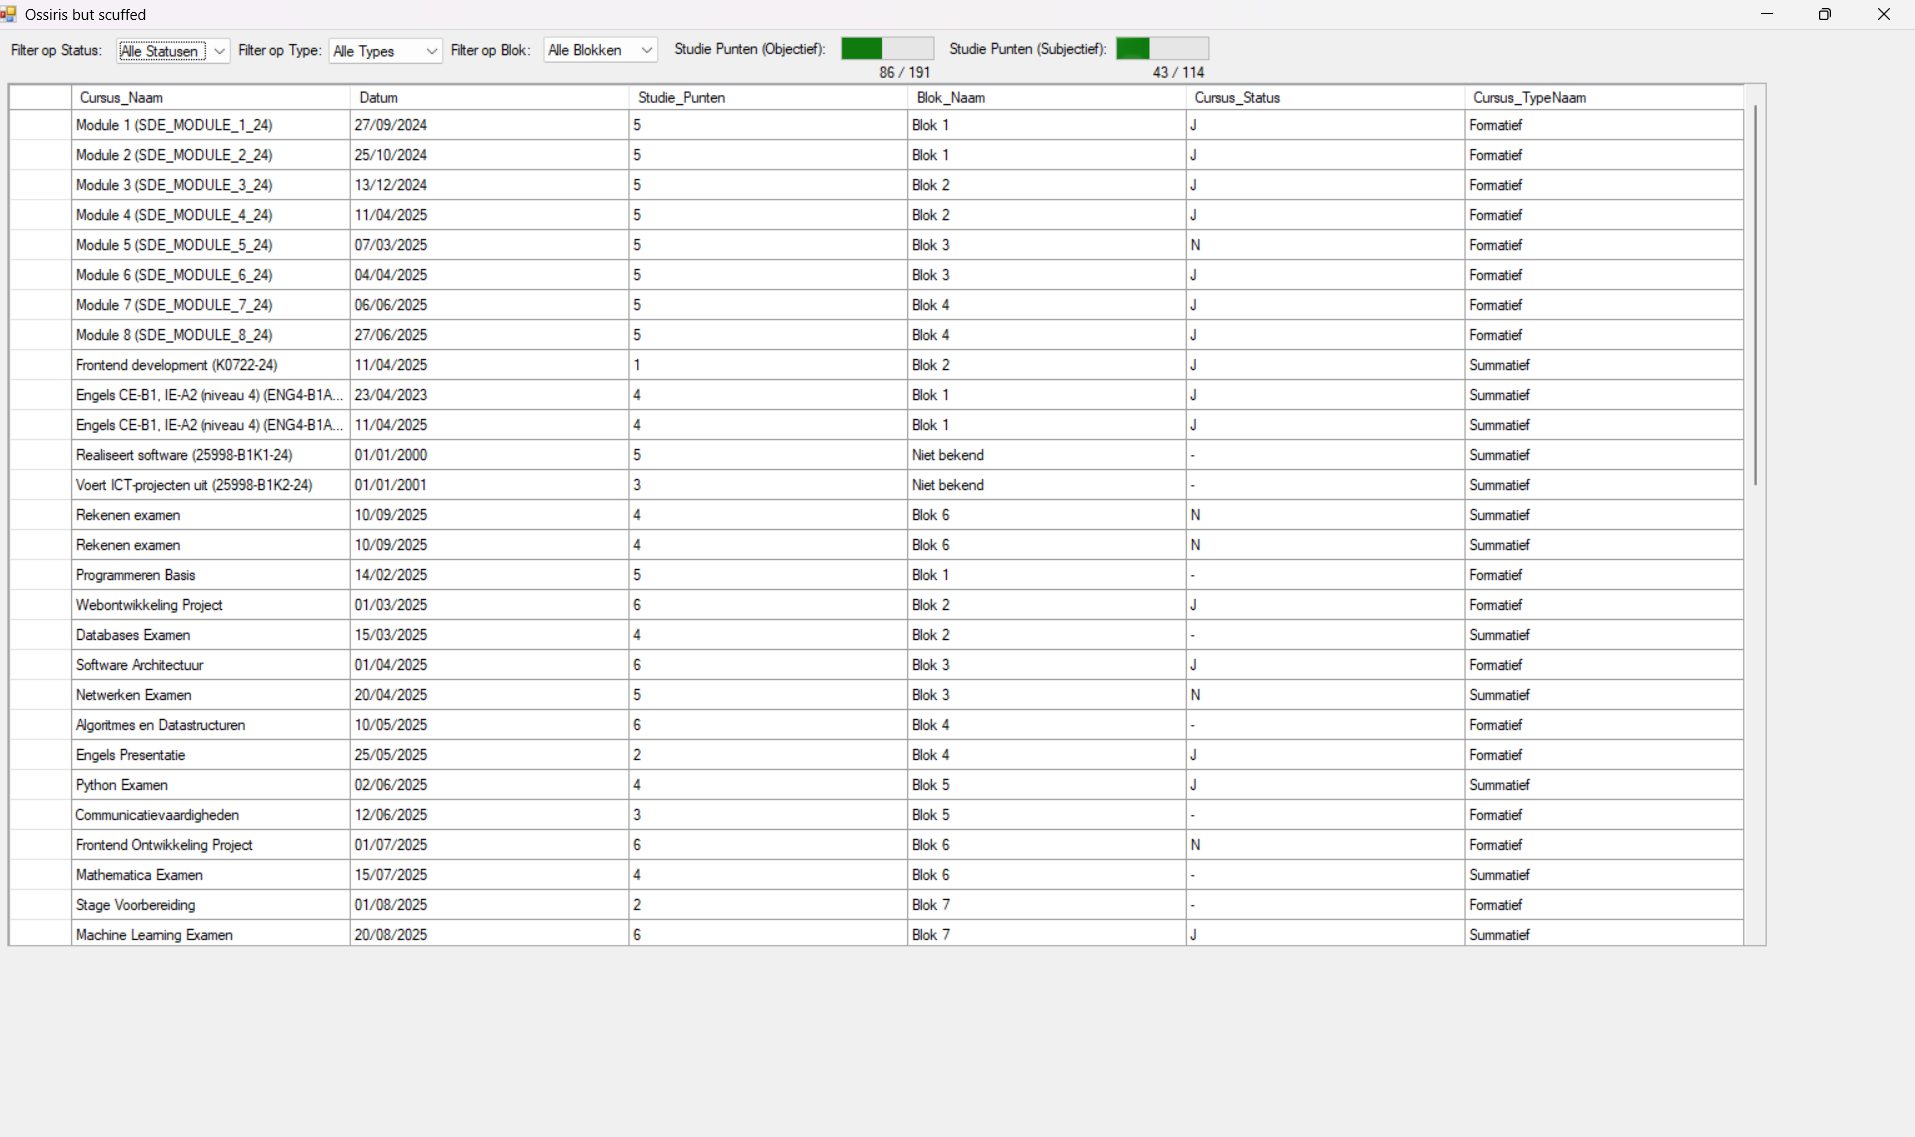 Ossiris but scuffed
Filter op Status: Alle Statusen Filter op Type: Alle Types Filter op Blok: Alle Blokken Studie Punten (Objectief): Studie Punten (Subjectief):
86 / 191 43 / 114
Cursus_Naam Datum Studie_Punten Blok_Naam Cursus_Status Cursus_TypeNaam
Module 1 (SDE_MODULE_1_24) 27/09/2024 5 Blok 1 J Formatief
Module 2 (SDE_MODULE_2_24) 25/10/2024 5 Blok 1 J Formatief
Module 3 (SDE_MODULE_3_24) 13/12/2024 5 Blok 2 J Formatief
Module 4 (SDE_MODULE_4_24) 11/04/2025 5 Blok 2 J Formatief
Module 5 (SDE_MODULE_5_24) 07/03/2025 5 Blok 3 N Formatief
Module 6 (SDE_MODULE_6_24) 04/04/2025 5 Blok 3 J Formatief
Module 7 (SDE_MODULE_7_24) 06/06/2025 5 Blok 4 J Formatief
Module 8 (SDE_MODULE_8_24) 27/06/2025 5 Blok 4 J Formatief
Frontend development (K0722-24) 11/04/2025 1 Blok 2 J Summatief
Engels CE-B1, IE-A2 (niveau 4) (ENG4-B1A... 23/04/2023 4 Blok 1 J Summatief
Engels CE-B1, IE-A2 (niveau 4) (ENG4-B1A... 11/04/2025 4 Blok 1 J Summatief
Realiseert software (25998-B1K1-24) 01/01/2000 5 Niet bekend - Summatief
Voert ICT-projecten uit (25998-B1K2-24) 01/01/2001 3 Niet bekend - Summatief
Rekenen examen 10/09/2025 4 Blok 6 N Summatief
Rekenen examen 10/09/2025 4 Blok 6 N Summatief
Programmeren Basis 14/02/2025 5 Blok 1 - Formatief
Webontwikkeling Project 01/03/2025 6 Blok 2 J Formatief
Databases Examen 15/03/2025 4 Blok 2 - Summatief
Software Architectuur 01/04/2025 6 Blok 3 J Formatief
Netwerken Examen 20/04/2025 5 Blok 3 N Summatief
Algoritmes en Datastructuren 10/05/2025 6 Blok 4 - Formatief
Engels Presentatie 25/05/2025 2 Blok 4 J Formatief
Python Examen 02/06/2025 4 Blok 5 J Summatief
Communicatievaardigheden 12/06/2025 3 Blok 5 - Formatief
Frontend Ontwikkeling Project 01/07/2025 6 Blok 6 N Formatief
Mathematica Examen 15/07/2025 4 Blok 6 - Summatief
Stage Voorbereiding 01/08/2025 2 Blok 7 - Formatief
Machine Learning Examen 20/08/2025 6 Blok 7 J Summatief